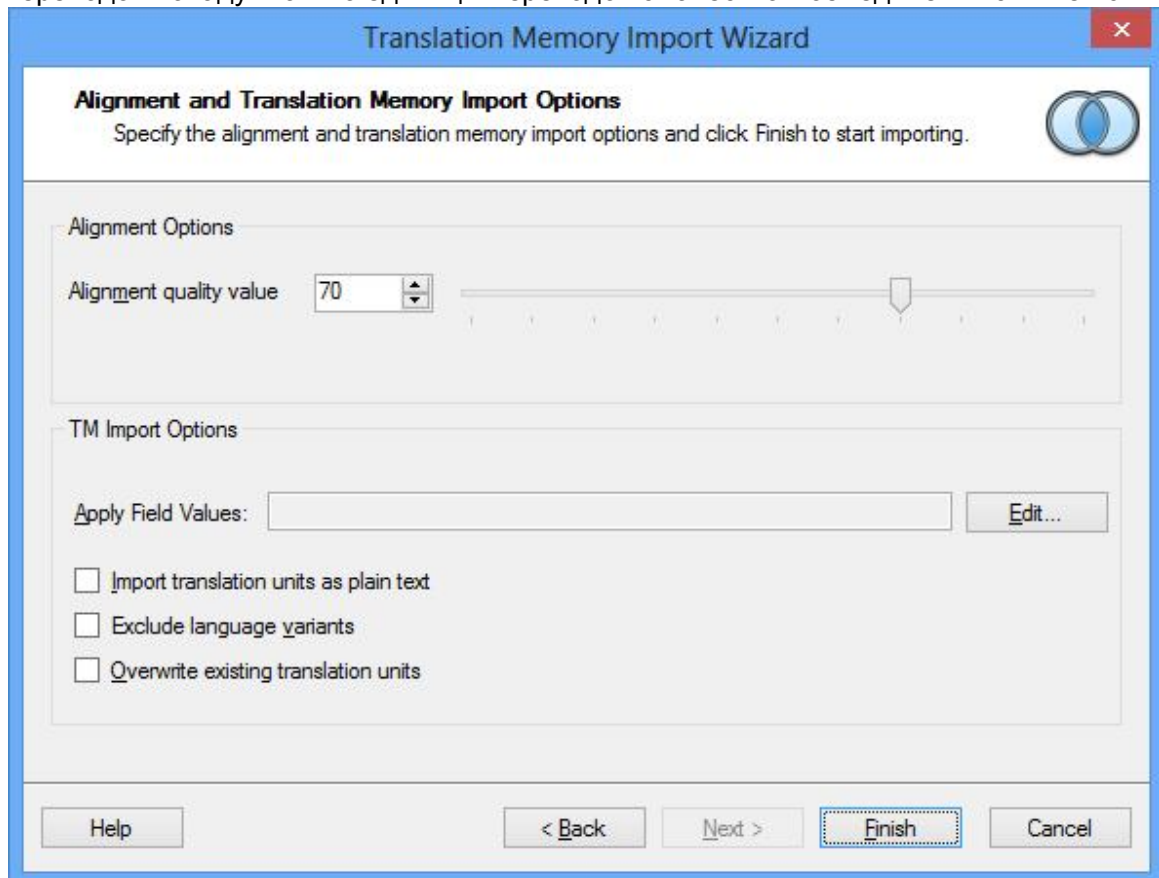 Translation Memory Import Wizard
Alignment and Translation Memory Import Options
Specify the alignment and translation memory import options and click Finish to start importing.
Alignment Options
Alignment quality value 70
TM Import Options
Apply Field Values: Edit...
Import translation units as plain text
Exclude language variants
Overwrite existing translation units
Help < Back Next > Finish Cancel